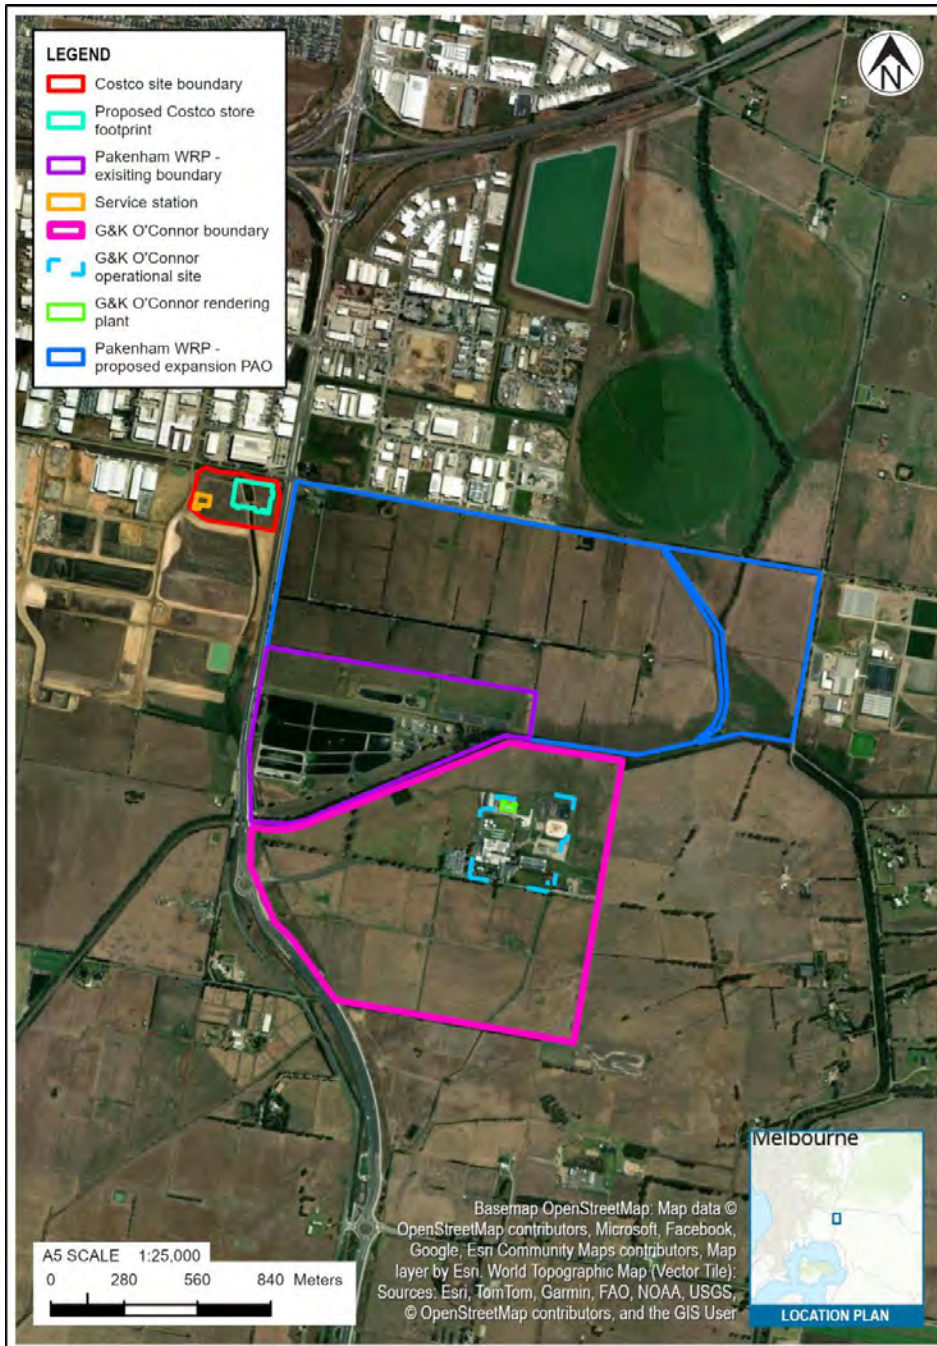 LEGEND
Costco site boundary
Proposed Costco store
footprint
Pakenham WRP -
exisiting boundary
Service station
G&K O'Connor boundary
G&K O'Connor
operational site
G&K O'Connor rendering
plant
Pakenham WRP -
proposed expansion PAO
N
Basemap OpenStreetMap: Map data ©
OpenStreetMap contributors, Microsoft, Facebook,
Google, Esri Community Maps contributors, Map
layer by Esri. World Topographic Map (Vector Tile):
Sources: Esri, TomTom, Garmin, FAO, NOAA, USGS,
© OpenStreetMap contributors, and the GIS User
A5 SCALE 1:25,000
0 280 560 840 Meters
Melbourne
LOCATION PLAN